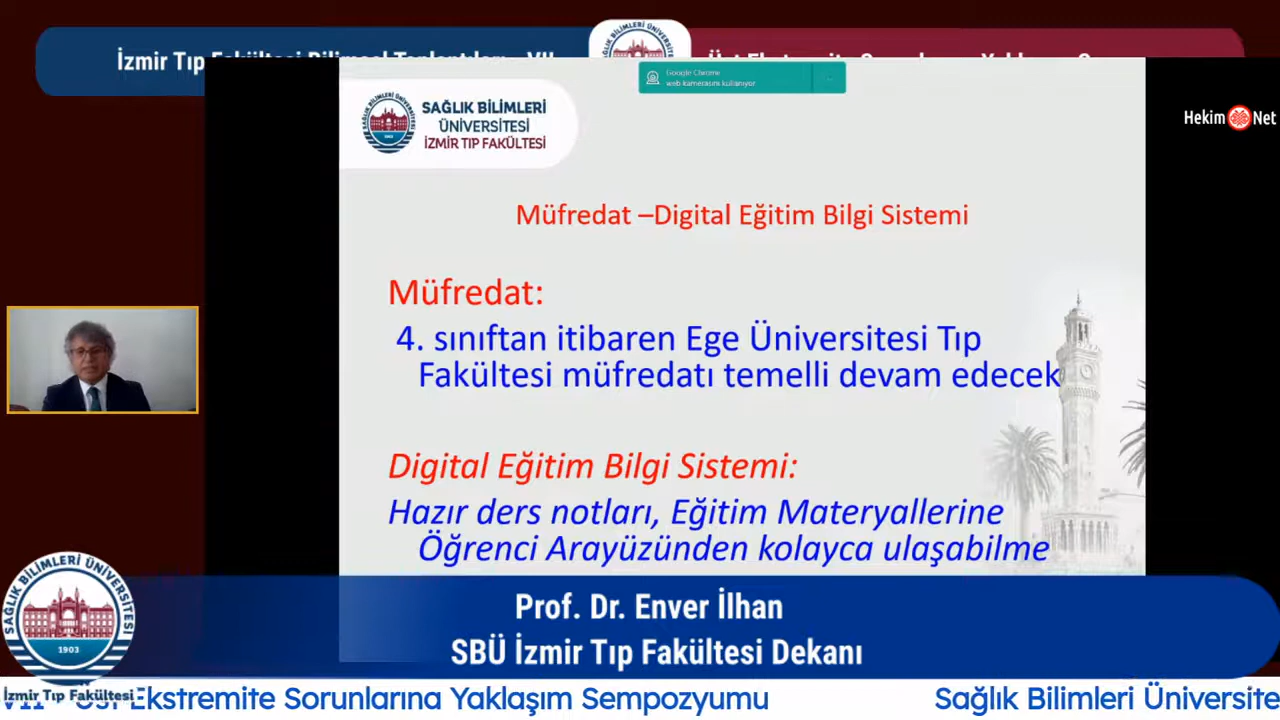 İzmir Tıp Fakültesi Bilimsel Toplantıları - VII
Google Chrome
web kamerasını kullanıyor
Hekim Net
SAĞLIK BİLİMLERİ
ÜNİVERSİTESİ
İZMİR TIP FAKÜLTESİ
Müfredat –Digital Eğitim Bilgi Sistemi
Müfredat:
4. sınıftan itibaren Ege Üniversitesi Tıp
Fakültesi müfredatı temelli devam edecek
Digital Eğitim Bilgi Sistemi:
Hazır ders notları, Eğitim Materyallerine
Öğrenci Arayüzünden kolayca ulaşabilme
SAĞLIK BİLİMLERİ ÜNİVERSİTESİ
1903
İzmir Tıp Fakültesi
Prof. Dr. Enver İlhan
SBÜ İzmir Tıp Fakültesi Dekanı
Ekstremite Sorunlarına Yaklaşım Sempozyumu Sağlık Bilimleri Üniversite